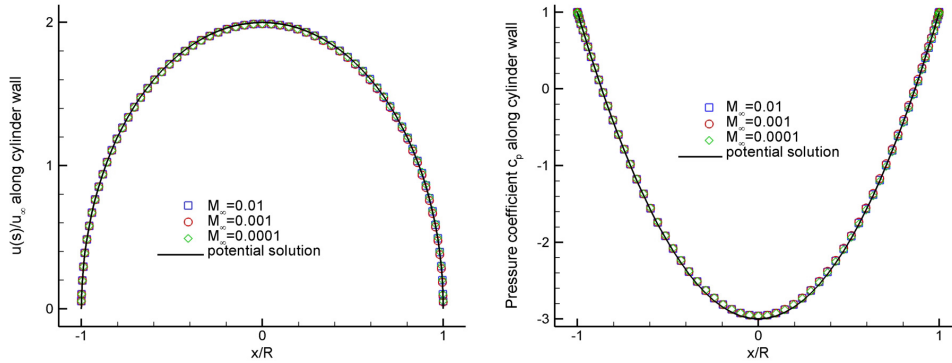 2
1
0
-1
0
1
x/R
u(s)/u∞ along cylinder wall
M∞=0.01
M∞=0.001
M∞=0.0001
potential solution
1
0
-1
-2
-3
-1
0
1
x/R
Pressure coefficient cp along cylinder wall
M∞=0.01
M∞=0.001
M∞=0.0001
potential solution